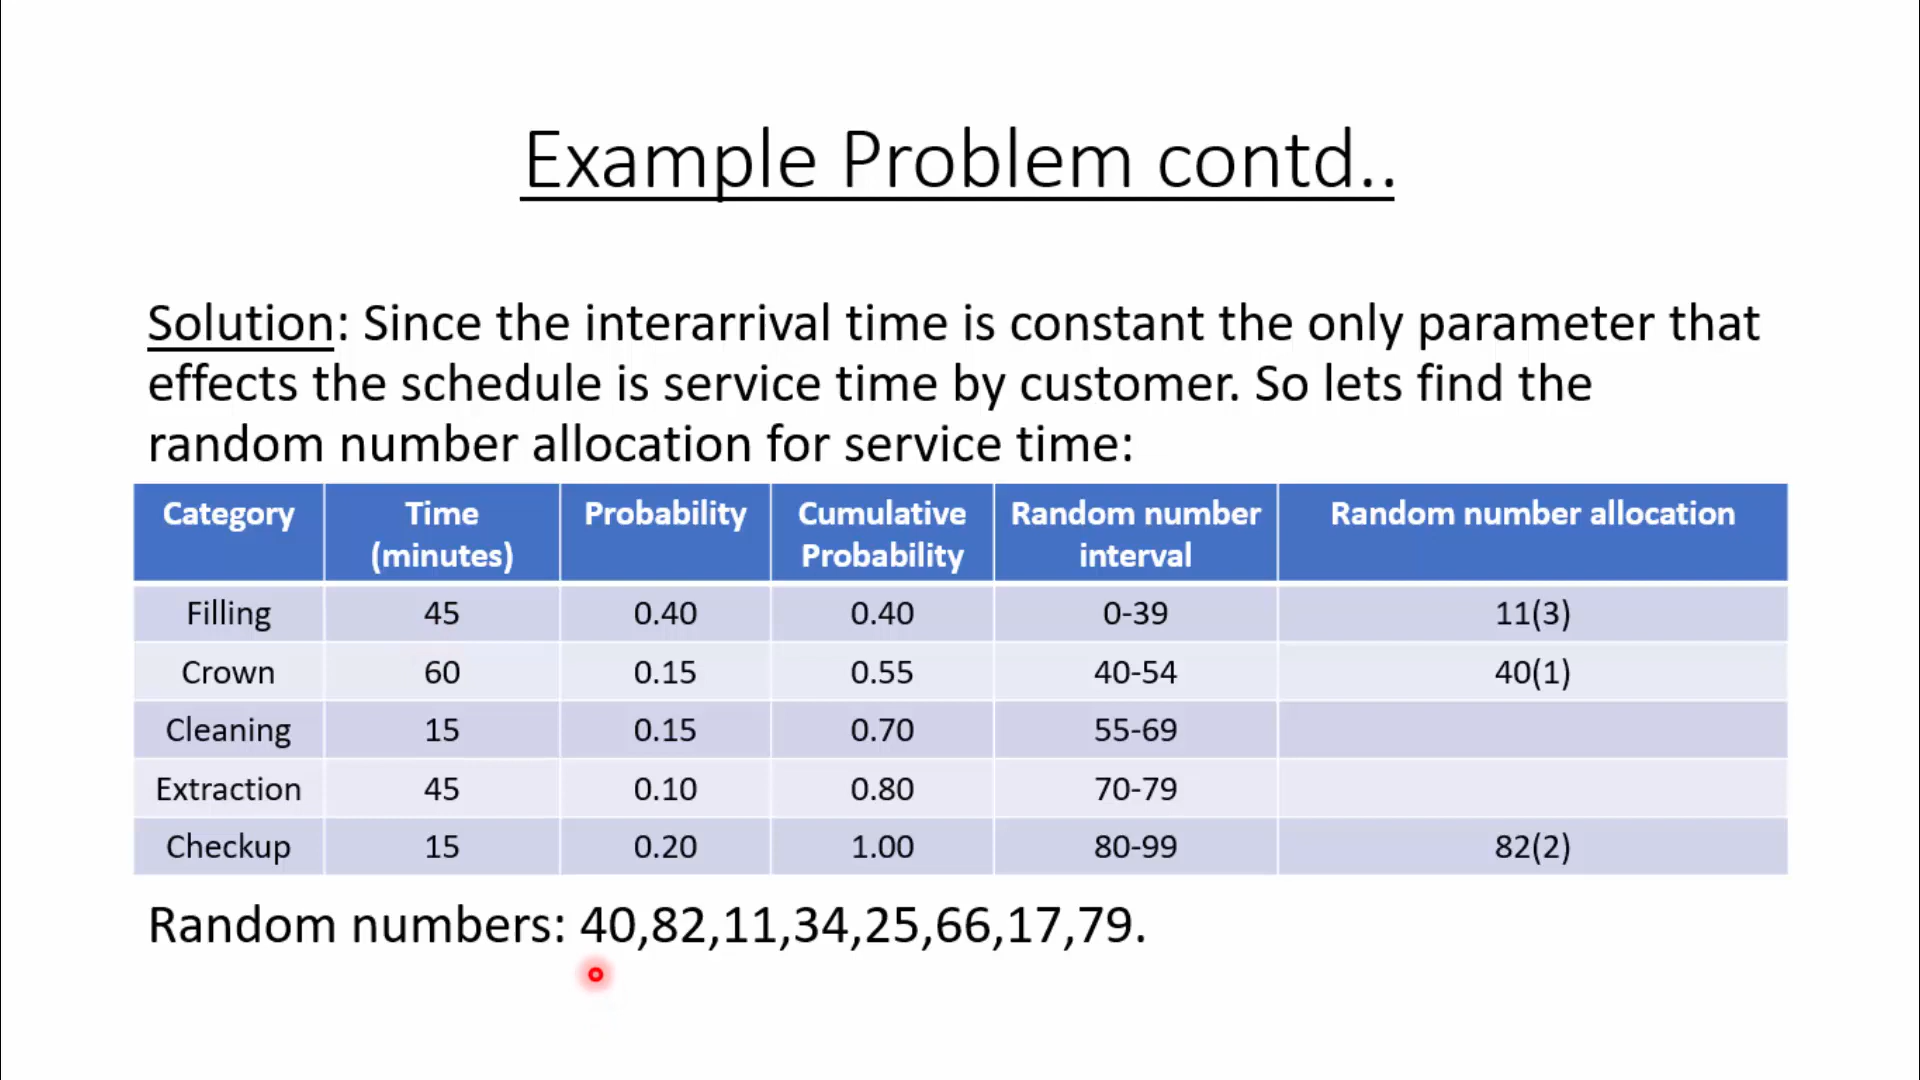 Example Problem contd..
Solution: Since the interarrival time is constant the only parameter that
effects the schedule is service time by customer. So lets find the
random number allocation for service time:
Category Time (minutes) Probability Cumulative Probability Random number interval Random number allocation
Filling 45 0.40 0.40 0-39 11(3)
Crown 60 0.15 0.55 40-54 40(1)
Cleaning 15 0.15 0.70 55-69
Extraction 45 0.10 0.80 70-79
Checkup 15 0.20 1.00 80-99 82(2)
Random numbers: 40,82,11,34,25,66,17,79.